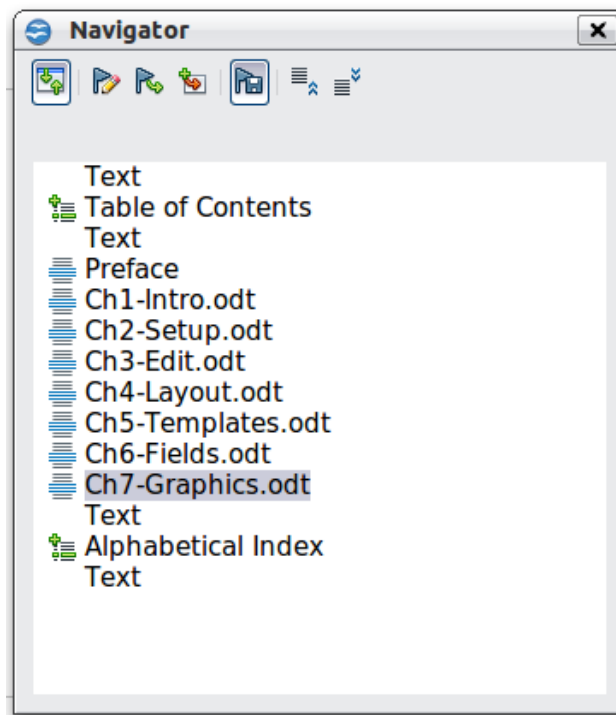 Navigator
Text
Table of Contents
Text
Preface
Ch1-Intro.odt
Ch2-Setup.odt
Ch3-Edit.odt
Ch4-Layout.odt
Ch5-Templates.odt
Ch6-Fields.odt
Ch7-Graphics.odt
Text
Alphabetical Index
Text